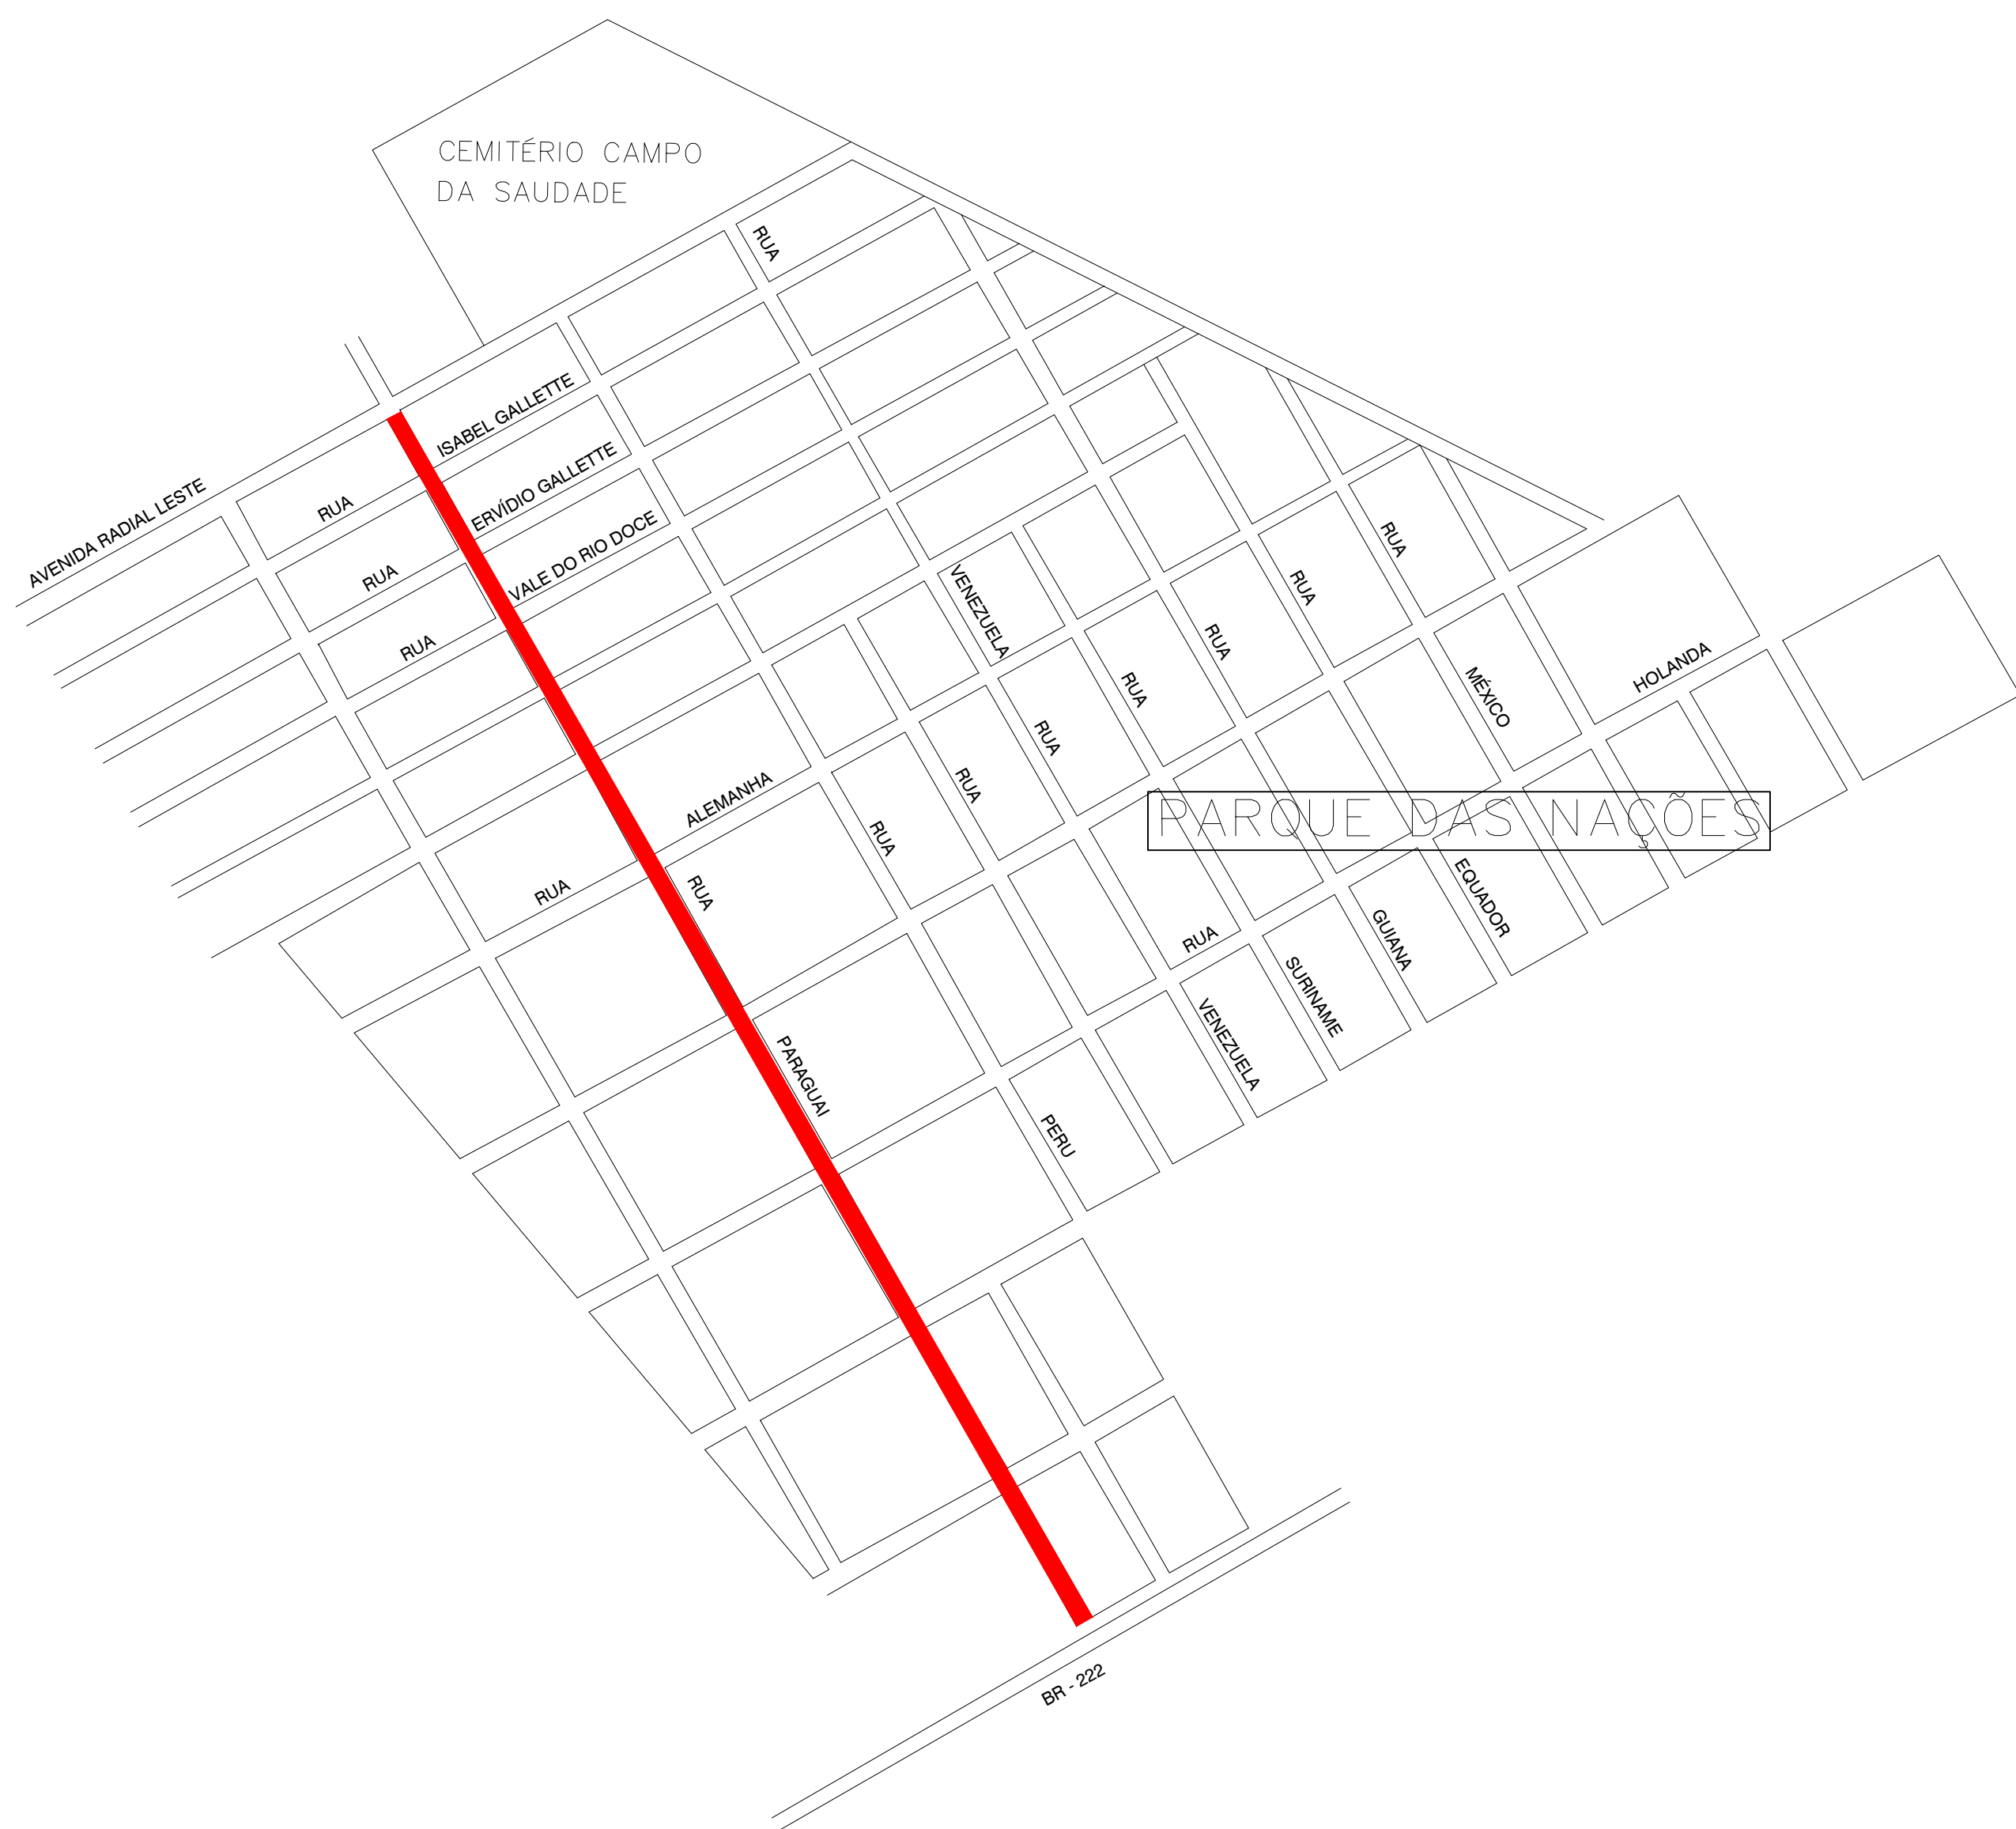 CEMITÉRIO CAMPO
DA SAUDADE
RUA
AVENIDA RADIAL LESTE
RUA ISABEL GALLETTE
RUA ERVÍDIO GALLETTE
RUA VALE DO RIO DOCE
RUA
VENEZUELA
RUA
RUA
RUA
RUA
RUA
RUA
MÉXICO
RUA HOLANDA
RUA ALEMANHA
RUA
PARQUE DAS NAÇÕES
RUA
PARAGUAI
EQUADOR
GUIANA
SURINAME
VENEZUELA
PERU
BR - 222